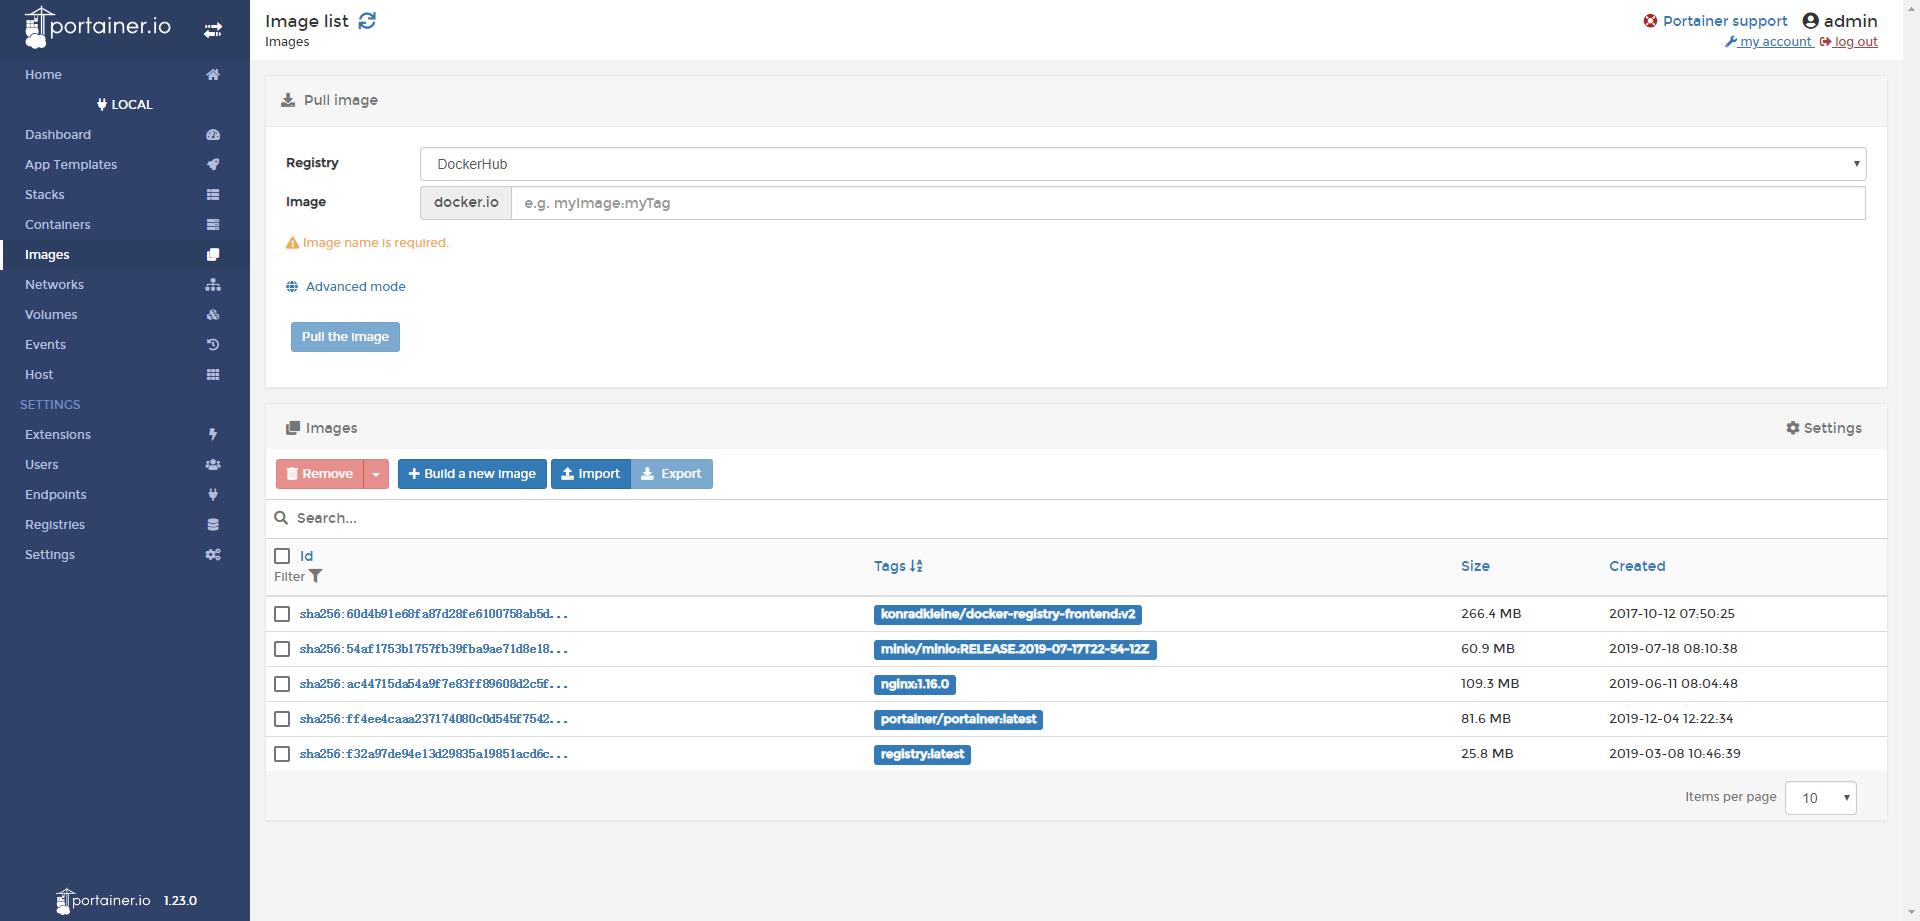 portainer.io
Image list
Images
Portainer support
admin
my account
log out
Home
LOCAL
Dashboard
App Templates
Stacks
Containers
Images
Networks
Volumes
Events
Host
SETTINGS
Extensions
Users
Endpoints
Registries
Settings
portainer.io 1.23.0
Pull image
Registry
DockerHub
Image
docker.io
e.g. myImage:myTag
Image name is required.
Advanced mode
Pull the image
Images
Settings
Remove
Build a new image
Import
Export
Search...
Id
Filter
Tags
Size
Created
sha256:60d4b91e68fa87d28fe6100758ab5d... konradkleine/docker-registry-frontend:v2 266.4 MB 2017-10-12 07:50:25
sha256:54af1753b1757fb39fba9ae71d8e18... minio/minio:RELEASE.2019-07-17T22-54-12Z 60.9 MB 2019-07-18 08:10:38
sha256:ac44715da54a9f7e83ff89608d2c5f... nginx:1.16.0 109.3 MB 2019-06-11 08:04:48
sha256:ff4ee4caaa237174080c0d545f7542... portainer/portainer:latest 81.6 MB 2019-12-04 12:22:34
sha256:f32a97de94e13d29835a19851acd6c... registry:latest 25.8 MB 2019-03-08 10:46:39
Items per page
10